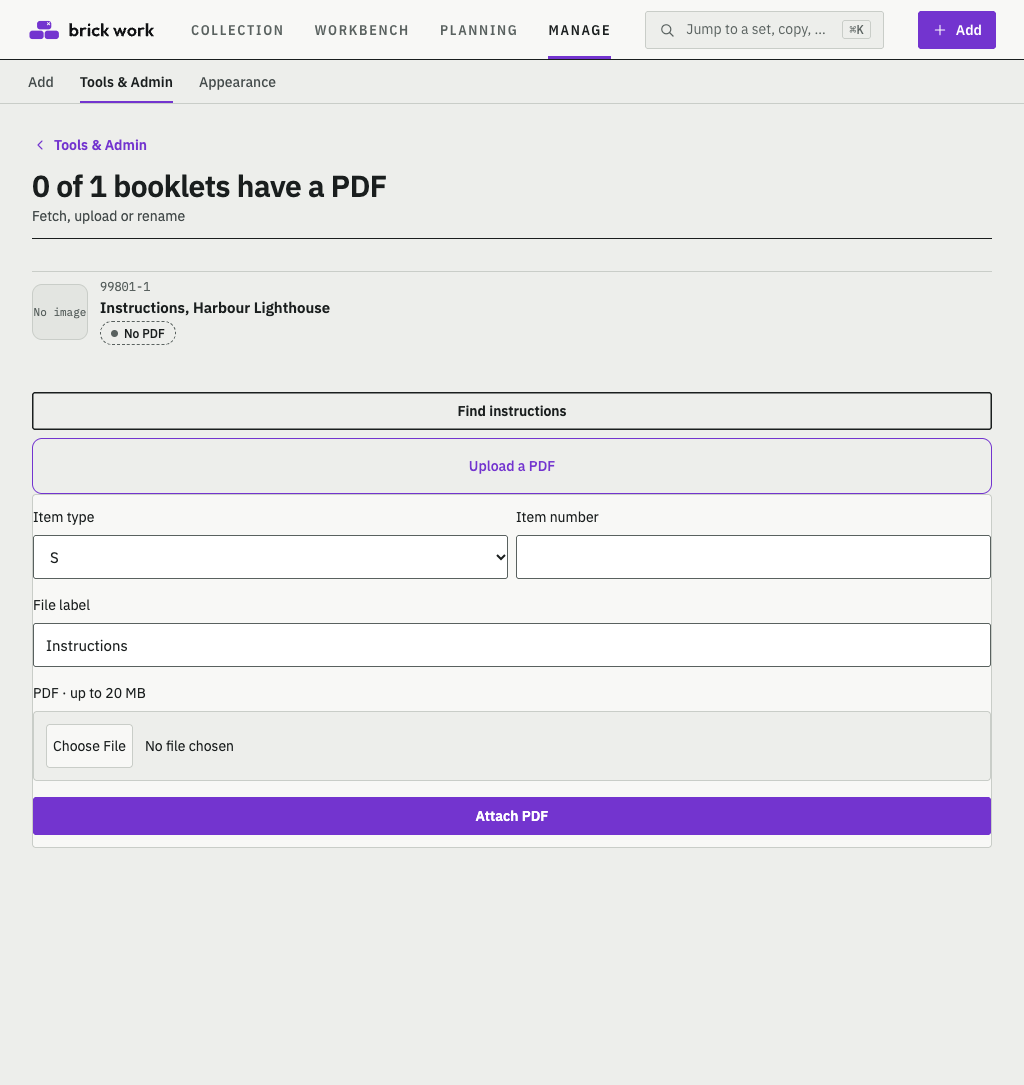 brick work
COLLECTION
WORKBENCH
PLANNING
MANAGE
Jump to a set, copy, ...
⌘K
+ Add
Add
Tools & Admin
Appearance
Tools & Admin
0 of 1 booklets have a PDF
Fetch, upload or rename
No image
99801-1
Instructions, Harbour Lighthouse
No PDF
Find instructions
Upload a PDF
Item type
Item number
S
File label
Instructions
PDF · up to 20 MB
Choose File
No file chosen
Attach PDF